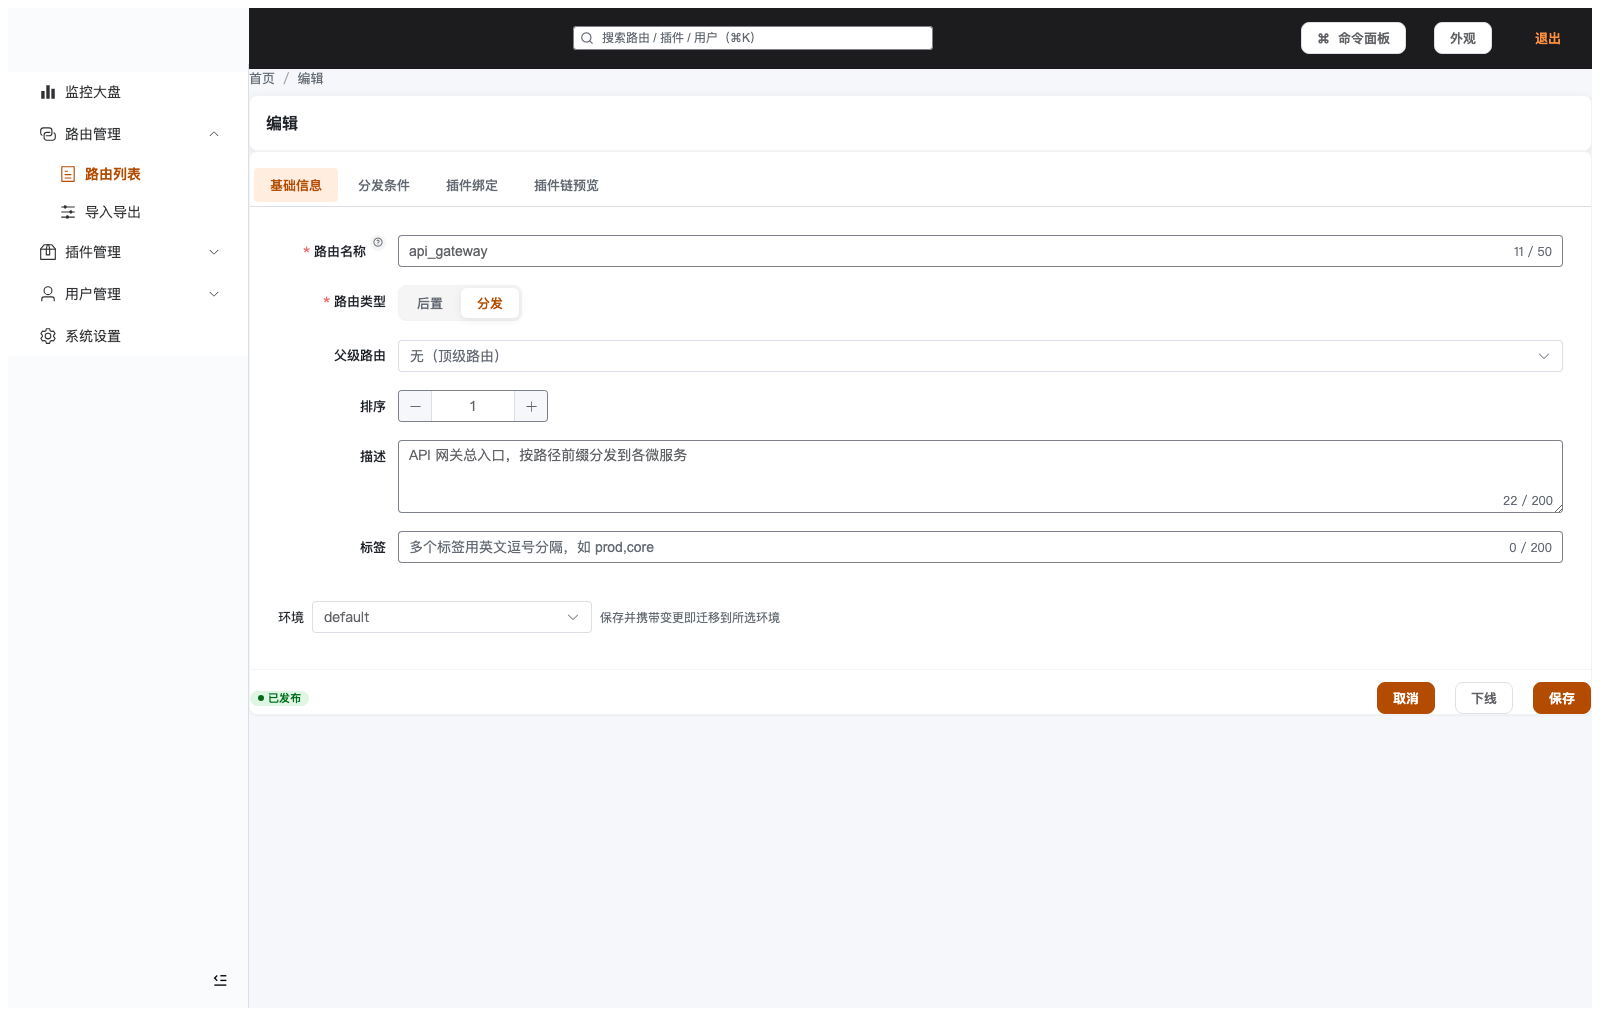 搜索路由 / 插件 / 用户（⌘K）
⌘ 命令面板
外观
退出
首页 / 编辑
监控大盘
路由管理
路由列表
导入导出
插件管理
用户管理
系统设置
编辑
基础信息
分发条件
插件绑定
插件链预览
* 路由名称
api_gateway
11 / 50
* 路由类型
后置
分发
父级路由
无（顶级路由）
排序
1
描述
API 网关总入口，按路径前缀分发到各微服务
22 / 200
标签
多个标签用英文逗号分隔，如 prod,core
0 / 200
环境
default
保存并携带变更即迁移到所选环境
已发布
取消
下线
保存